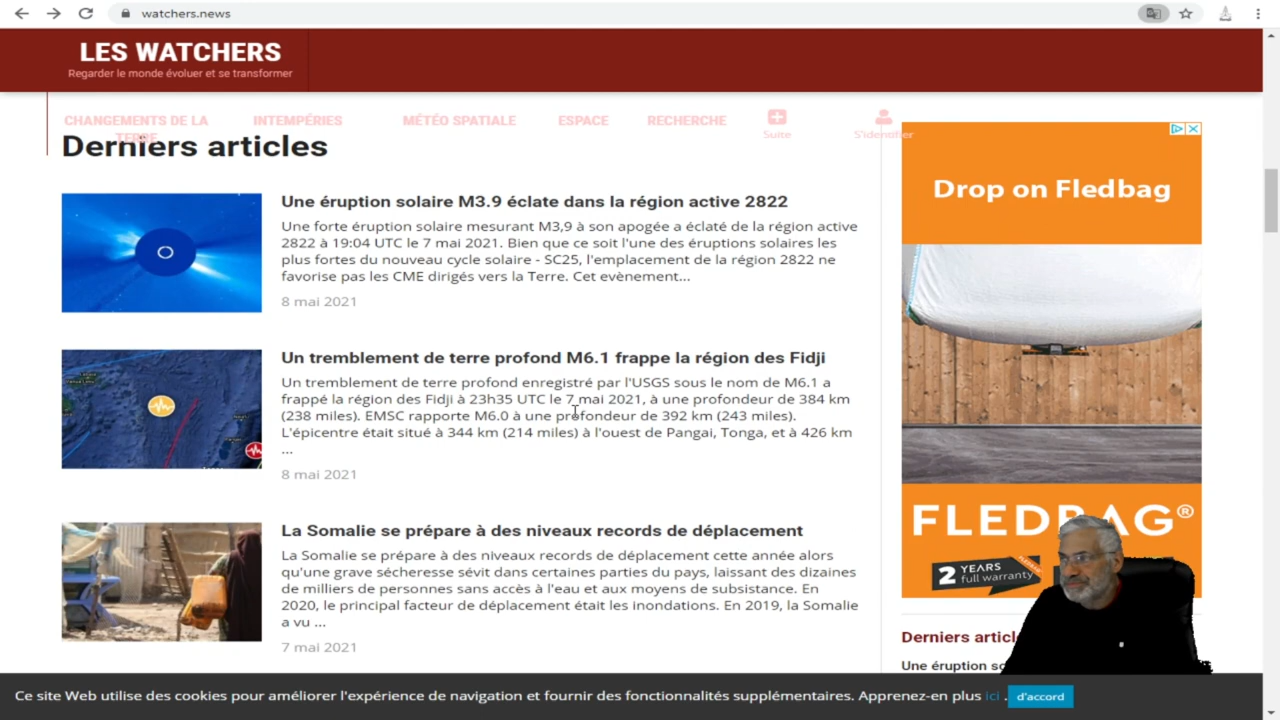 watchers.news
LES WATCHERS
Regarder le monde évoluer et se transformer
CHANGEMENTS DE LA
TERRE
INTEMPÉRIES
MÉTÉO SPATIALE
ESPACE
RECHERCHE
Suite
S'identifier
Derniers articles
Une éruption solaire M3.9 éclate dans la région active 2822
Une forte éruption solaire mesurant M3,9 à son apogée a éclaté de la région active
2822 à 19:04 UTC le 7 mai 2021. Bien que ce soit l'une des éruptions solaires les
plus fortes du nouveau cycle solaire - SC25, l'emplacement de la région 2822 ne
favorise pas les CME dirigés vers la Terre. Cet evènement...
8 mai 2021
Un tremblement de terre profond M6.1 frappe la région des Fidji
Un tremblement de terre profond enregistré par l'USGS sous le nom de M6.1 a
frappé la région des Fidji à 23h35 UTC le 7 mai 2021, à une profondeur de 384 km
(238 miles). EMSC rapporte M6.0 à une profondeur de 392 km (243 miles).
L'épicentre était situé à 344 km (214 miles) à l'ouest de Pangai, Tonga, et à 426 km
...
8 mai 2021
La Somalie se prépare à des niveaux records de déplacement
La Somalie se prépare à des niveaux records de déplacement cette année alors
qu'une grave sécheresse sévit dans certaines parties du pays, laissant des dizaines
de milliers de personnes sans accès à l'eau et aux moyens de subsistance. En
2020, le principal facteur de déplacement était les inondations. En 2019, la Somalie
a vu ...
7 mai 2021
Drop on Fledbag
FLEDBAG®
2 YEARS
full warranty
Derniers articl
Une éruption so
Ce site Web utilise des cookies pour améliorer l'expérience de navigation et fournir des fonctionnalités supplémentaires. Apprenez-en plus ici . d'accord